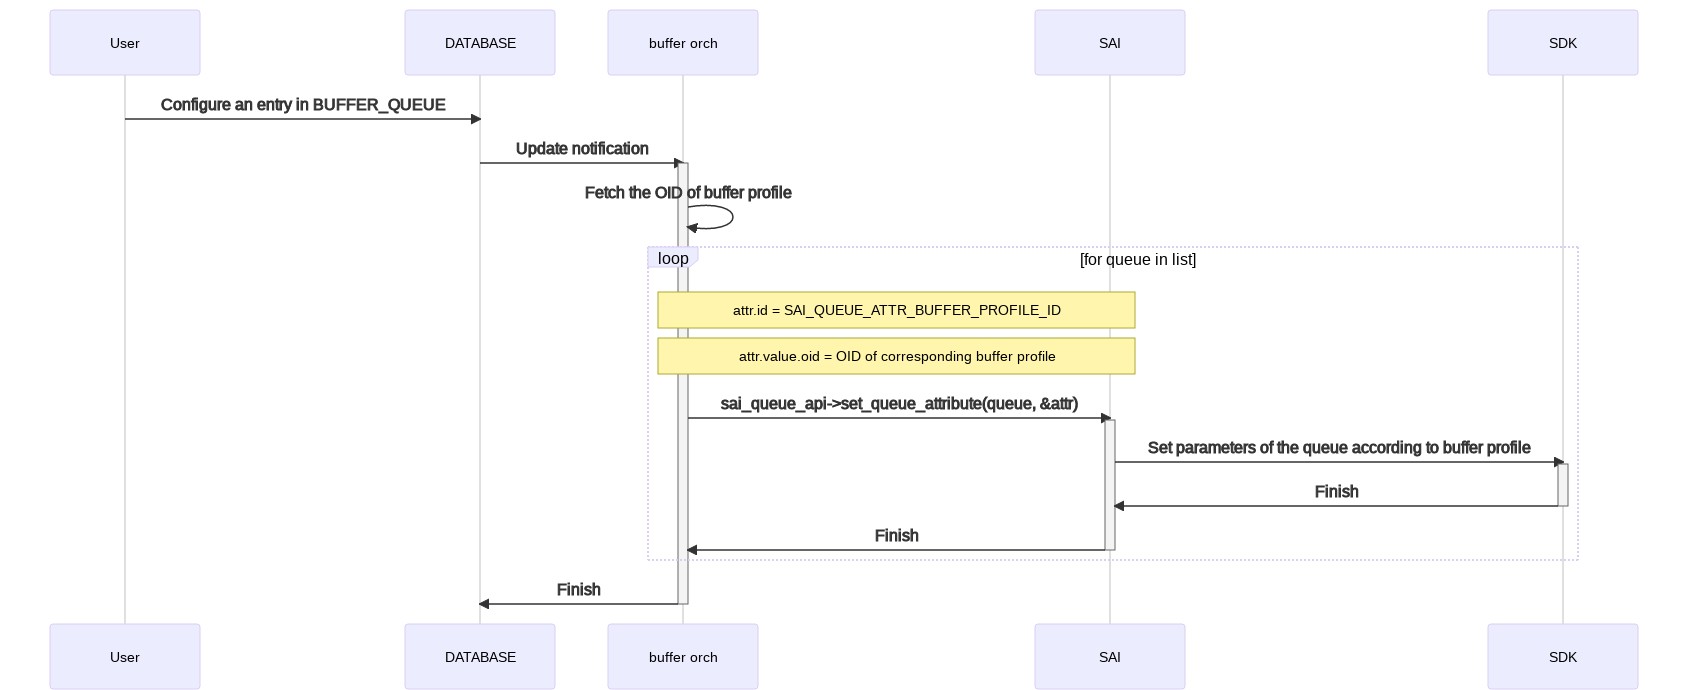 User
DATABASE
buffer orch
SAI
SDK
Configure an entry in BUFFER_QUEUE
Update notification
Fetch the OID of buffer profile
loop
[for queue in list]
attr.id = SAI_QUEUE_ATTR_BUFFER_PROFILE_ID
attr.value.oid = OID of corresponding buffer profile
sai_queue_api->set_queue_attribute(queue, &attr)
Set parameters of the queue according to buffer profile
Finish
Finish
Finish
User
DATABASE
buffer orch
SAI
SDK